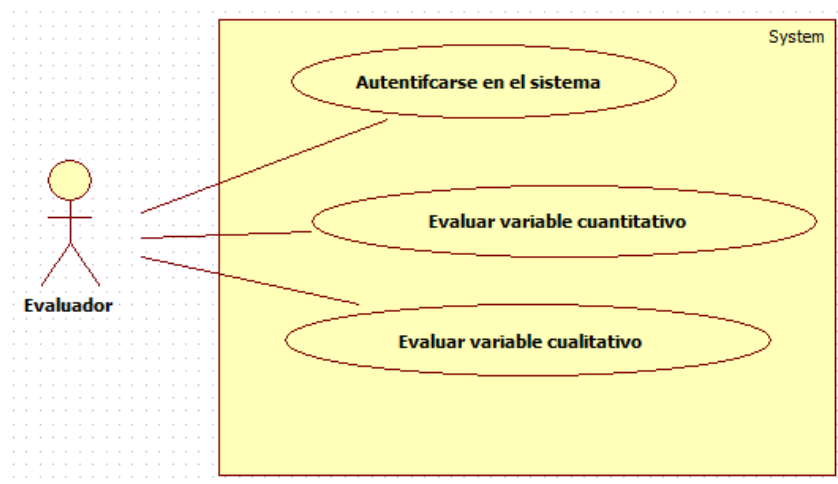 System
Autentifcarse en el sistema
Evaluar variable cuantitativo
Evaluador
Evaluar variable cualitativo